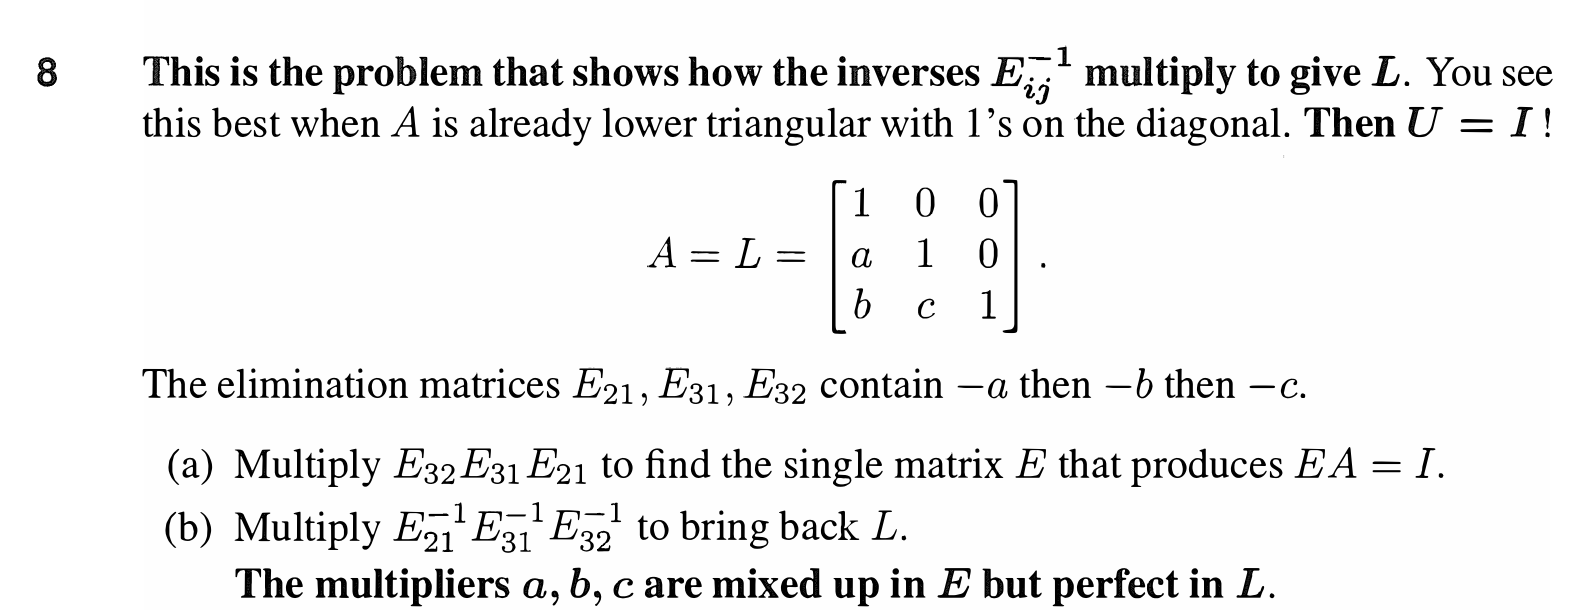 8 This is the problem that shows how the inverses $E_{ij}^{-1}$ multiply to give $L$. You see
this best when $A$ is already lower triangular with 1's on the diagonal. Then $U = I$!
$A = L = \begin{bmatrix} 1 & 0 & 0 \\ a & 1 & 0 \\ b & c & 1 \end{bmatrix}.$
The elimination matrices $E_{21}, E_{31}, E_{32}$ contain $-a$ then $-b$ then $-c$.
(a) Multiply $E_{32}E_{31}E_{21}$ to find the single matrix $E$ that produces $EA = I$.
(b) Multiply $E_{21}^{-1}E_{31}^{-1}E_{32}^{-1}$ to bring back $L$.
The multipliers $a, b, c$ are mixed up in $E$ but perfect in $L$.